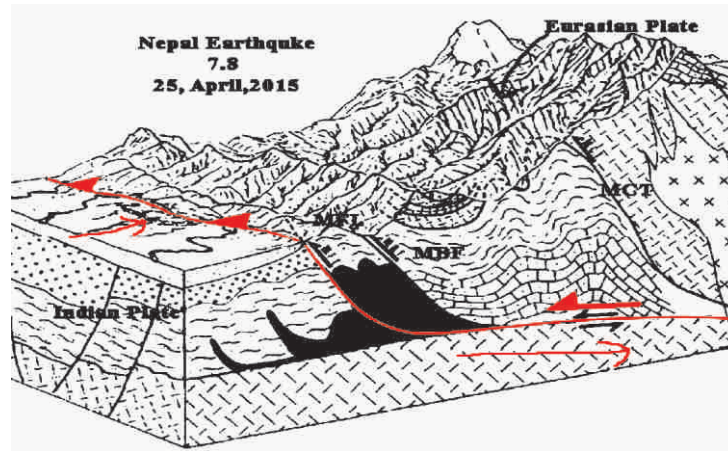 Eurasian Plate
Nepal Earthquke
7.8
25, April,2015
MCT
MFT
MBF
Indian Plate